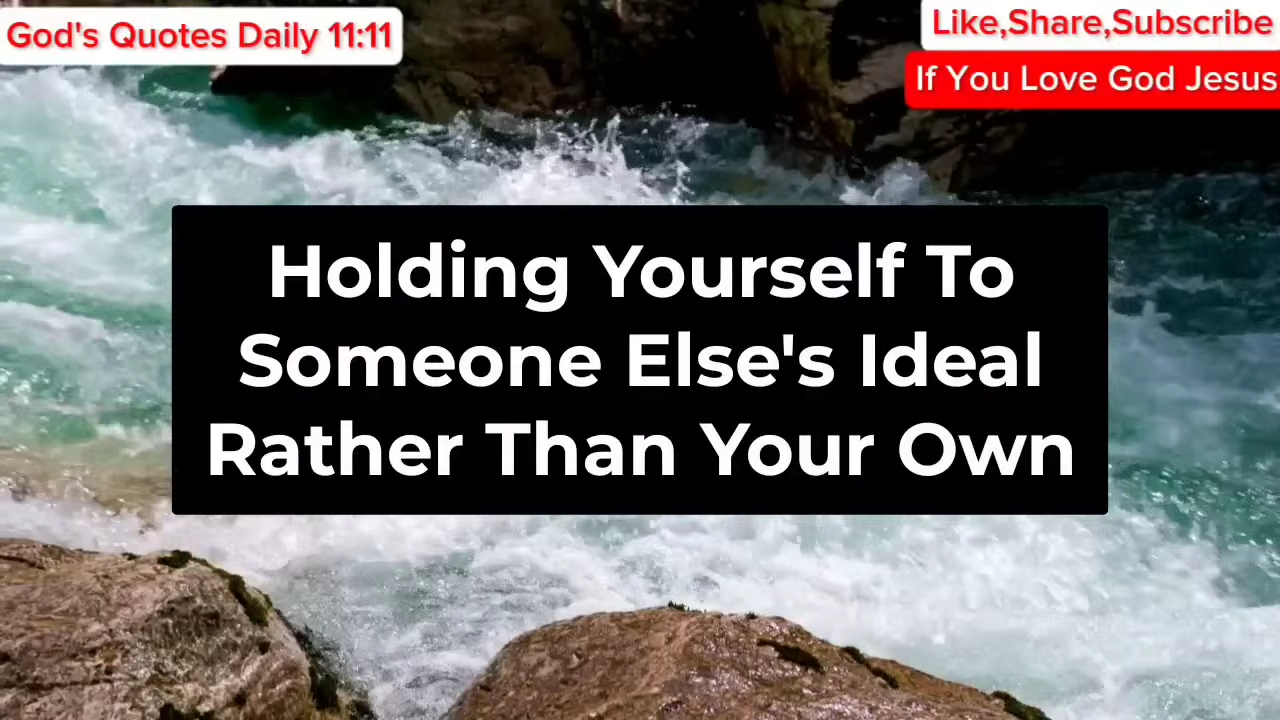 God's Quotes Daily 11:11
Like,Share,Subscribe
If You Love God Jesus
Holding Yourself To
Someone Else's Ideal
Rather Than Your Own